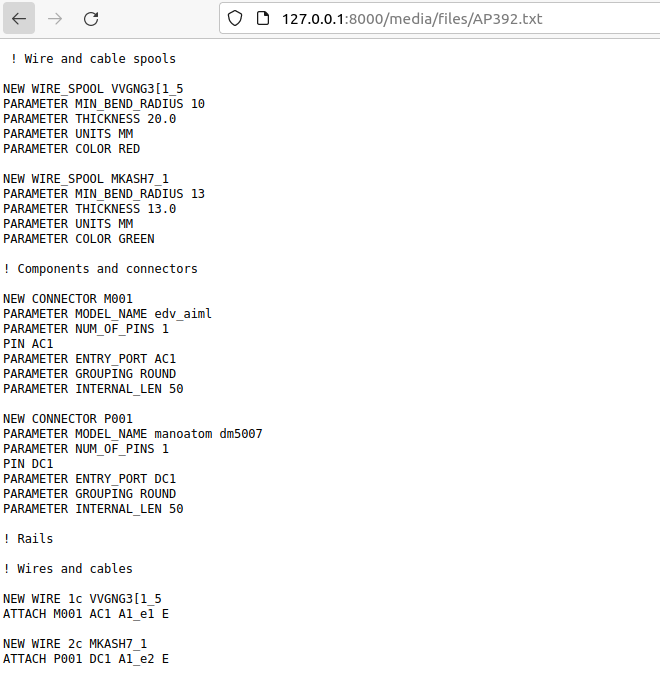 127.0.0.1:8000/media/files/AP392.txt
! Wire and cable spools
NEW WIRE_SPOOL VVGNG3[1_5
PARAMETER MIN_BEND_RADIUS 10
PARAMETER THICKNESS 20.0
PARAMETER UNITS MM
PARAMETER COLOR RED
NEW WIRE_SPOOL MKASH7_1
PARAMETER MIN_BEND_RADIUS 13
PARAMETER THICKNESS 13.0
PARAMETER UNITS MM
PARAMETER COLOR GREEN
! Components and connectors
NEW CONNECTOR M001
PARAMETER MODEL_NAME edv_aiml
PARAMETER NUM_OF_PINS 1
PIN AC1
PARAMETER ENTRY_PORT AC1
PARAMETER GROUPING ROUND
PARAMETER INTERNAL_LEN 50
NEW CONNECTOR P001
PARAMETER MODEL_NAME manoatom dm5007
PARAMETER NUM_OF_PINS 1
PIN DC1
PARAMETER ENTRY_PORT DC1
PARAMETER GROUPING ROUND
PARAMETER INTERNAL_LEN 50
! Rails
! Wires and cables
NEW WIRE 1c VVGNG3[1_5
ATTACH M001 AC1 A1_e1 E
NEW WIRE 2c MKASH7_1
ATTACH P001 DC1 A1_e2 E